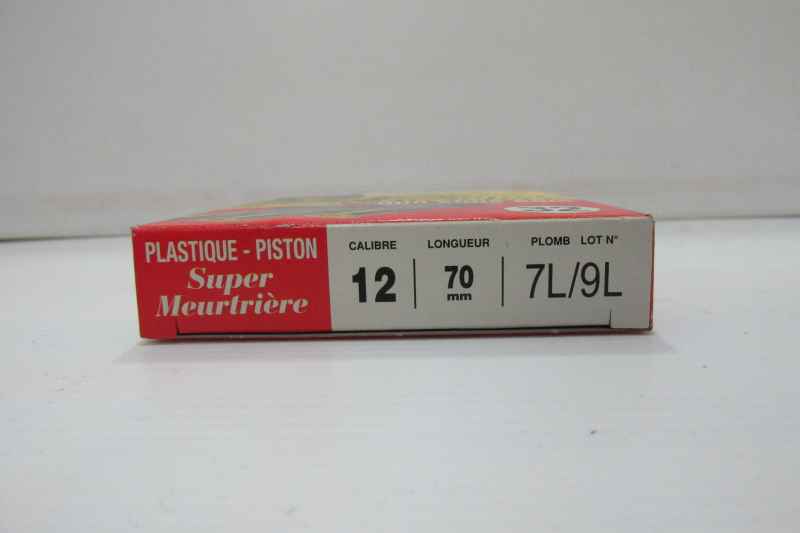 PLASTIQUE - PISTON
Super
Meurtrière
CALIBRE
12
LONGUEUR
70
mm
PLOMB LOT N°
7L/9L